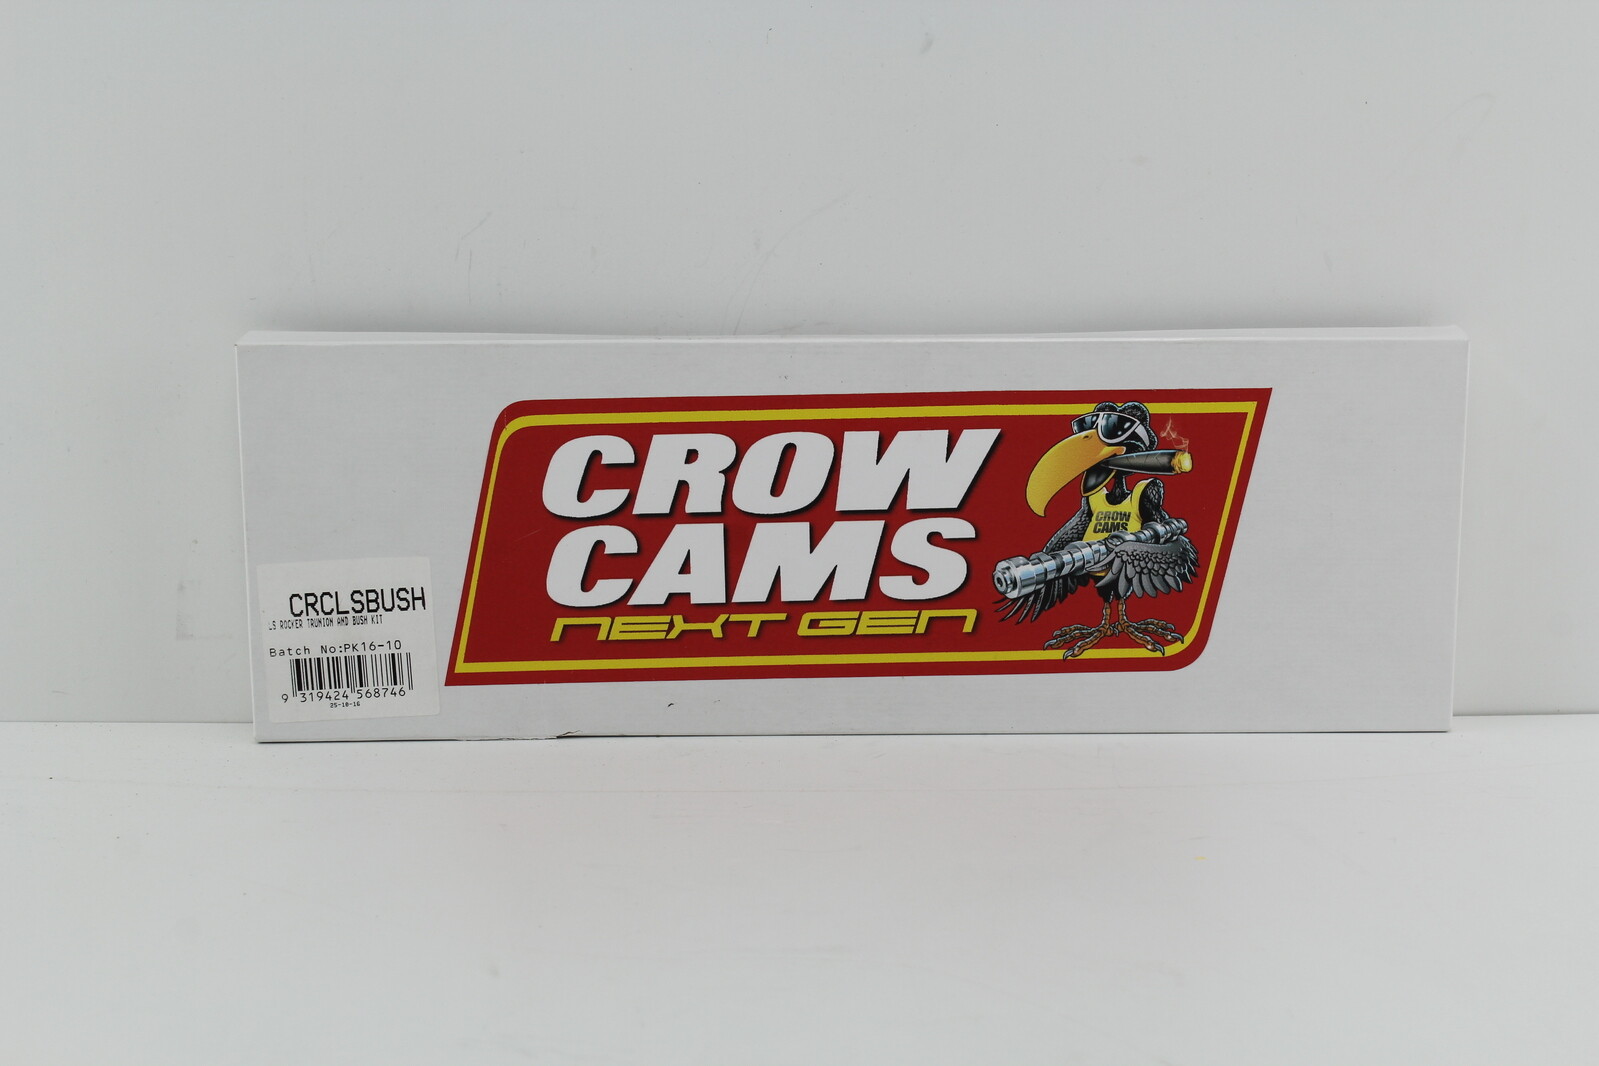 CROW
CAMS
NEXT GEN
CROW
CAMS
CRCLSBUSH
LS ROCKER TRUNION AND BUSH KIT
Batch No:PK16-10
9 319424 568746
25-10-16